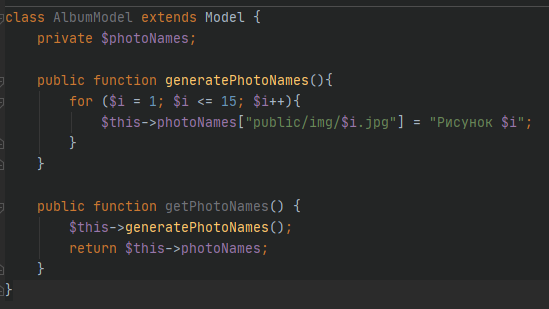 class AlbumModel extends Model {
    private $photoNames;
    public function generatePhotoNames(){
        for ($i = 1; $i <= 15; $i++){
            $this->photoNames["public/img/$i.jpg"] = "Рисунок $i";
        }
    }
    public function getPhotoNames() {
        $this->generatePhotoNames();
        return $this->photoNames;
    }
}